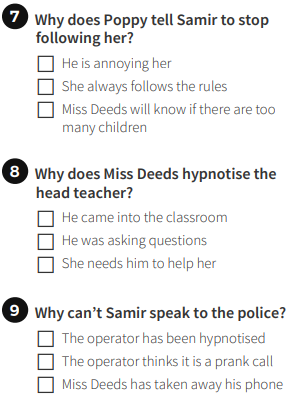 7 Why does Poppy tell Samir to stop
following her?
He is annoying her
She always follows the rules
Miss Deeds will know if there are too
many children
8 Why does Miss Deeds hypnotise the
head teacher?
He came into the classroom
He was asking questions
She needs him to help her
9 Why can’t Samir speak to the police?
The operator has been hypnotised
The operator thinks it is a prank call
Miss Deeds has taken away his phone